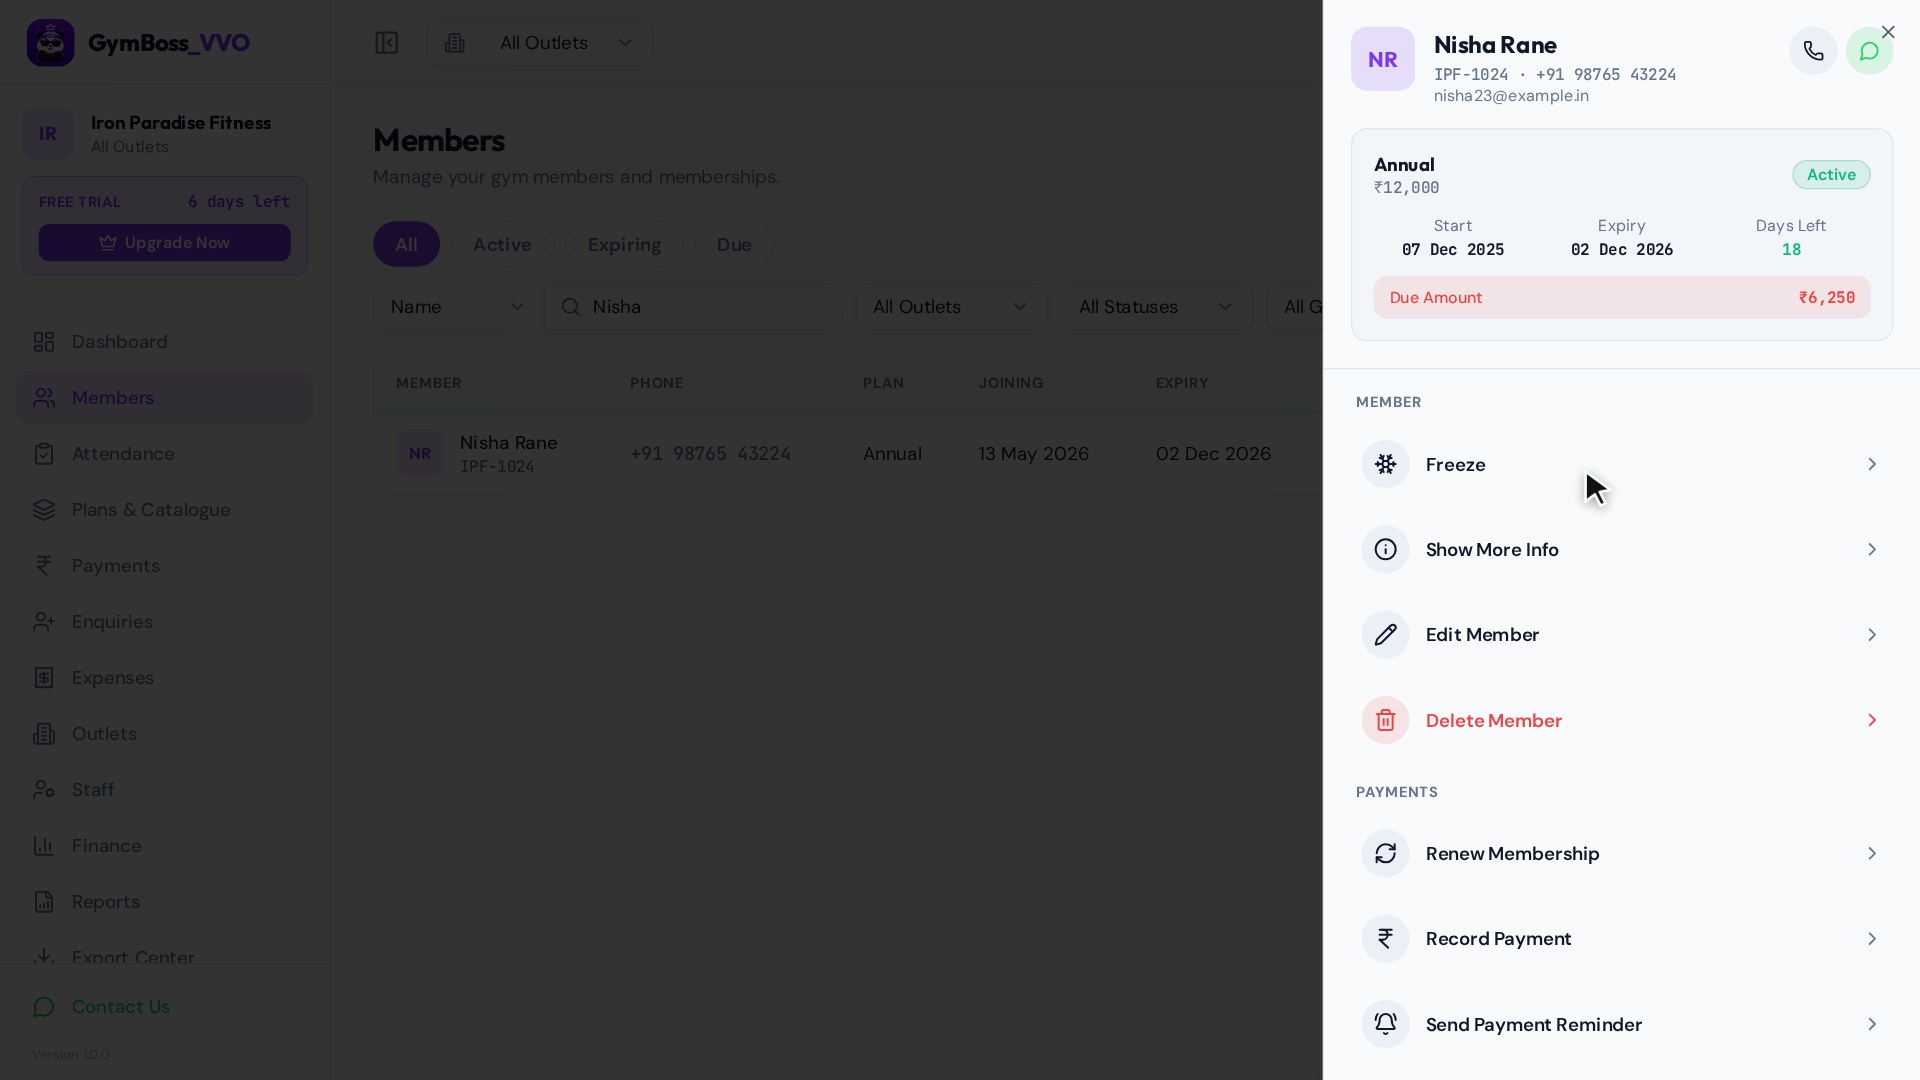 GymBoss_VVO
All Outlets
IR
Iron Paradise Fitness
All Outlets
FREE TRIAL 6 days left
Upgrade Now
Dashboard
Members
Attendance
Plans & Catalogue
Payments
Enquiries
Expenses
Outlets
Staff
Finance
Reports
Export Center
Contact Us
Version 1.0.0
Members
Manage your gym members and memberships.
All Active Expiring Due
Name Nisha All Outlets All Statuses All G
MEMBER PHONE PLAN JOINING EXPIRY
NR Nisha Rane +91 98765 43224 Annual 13 May 2026 02 Dec 2026
IPF-1024
NR
Nisha Rane
IPF-1024 · +91 98765 43224
nisha23@example.in
Annual
₹12,000
Active
Start Expiry Days Left
07 Dec 2025 02 Dec 2026 18
Due Amount ₹6,250
MEMBER
Freeze
Show More Info
Edit Member
Delete Member
PAYMENTS
Renew Membership
Record Payment
Send Payment Reminder